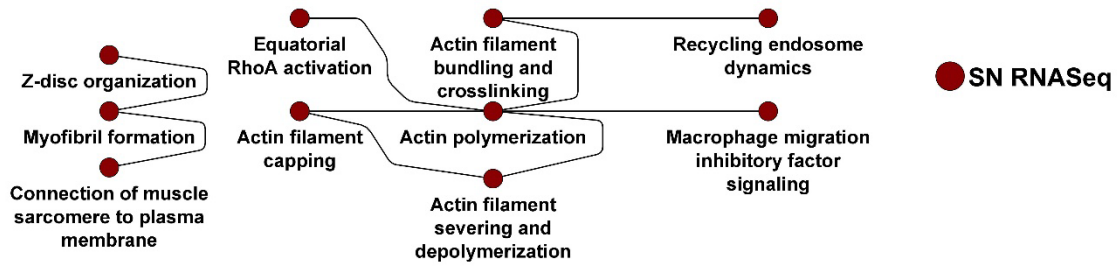 Z-disc organization
Myofibril formation
Connection of muscle
sarcomere to plasma
membrane
Equatorial
RhoA activation
Actin filament
capping
Actin filament
bundling and
crosslinking
Actin polymerization
Actin filament
severing and
depolymerization
Recycling endosome
dynamics
Macrophage migration
inhibitory factor
signaling
SN RNASeq